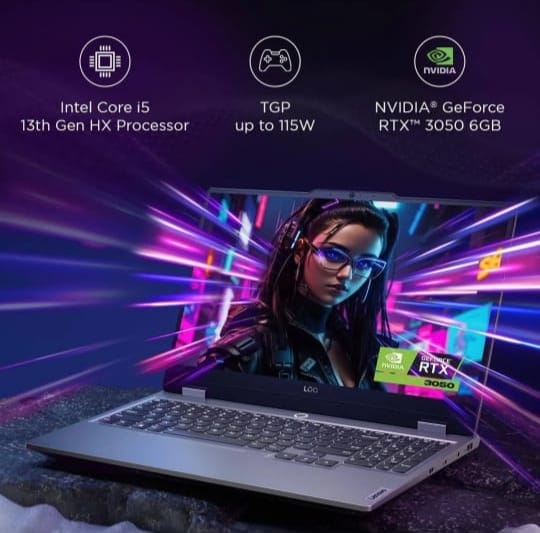 NVIDIA
Intel Core i5
13th Gen HX Processor
TGP
up to 115W
NVIDIA® GeForce
RTX™ 3050 6GB
NVIDIA
GEFORCE
RTX
3050
LOQ
Lenovo